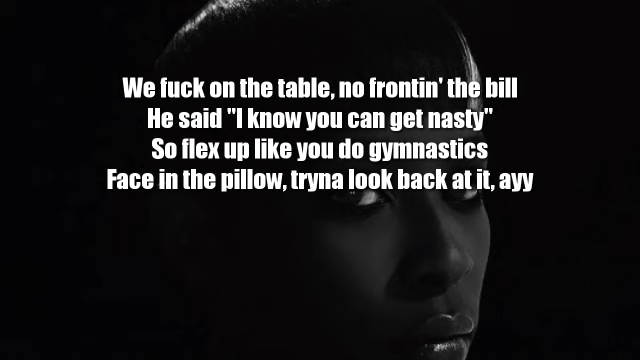 We fuck on the table, no frontin' the bill
He said "I know you can get nasty"
So flex up like you do gymnastics
Face in the pillow, tryna look back at it, ayy